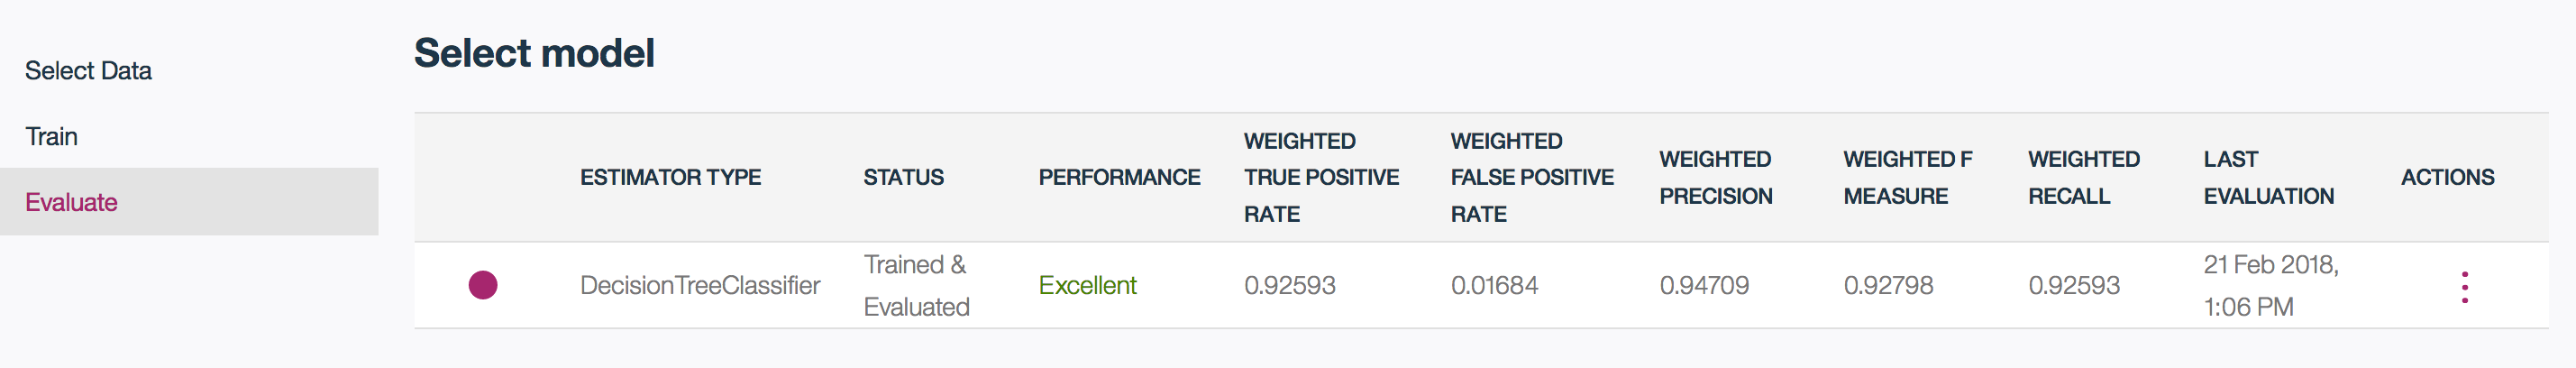 Select Data
Train
Evaluate
Select model
ESTIMATOR TYPE
STATUS
PERFORMANCE
WEIGHTED
TRUE POSITIVE
RATE
WEIGHTED
FALSE POSITIVE
RATE
WEIGHTED
PRECISION
WEIGHTED F
MEASURE
WEIGHTED
RECALL
LAST
EVALUATION
ACTIONS
DecisionTreeClassifier
Trained &
Evaluated
Excellent
0.92593
0.01684
0.94709
0.92798
0.92593
21 Feb 2018,
1:06 PM